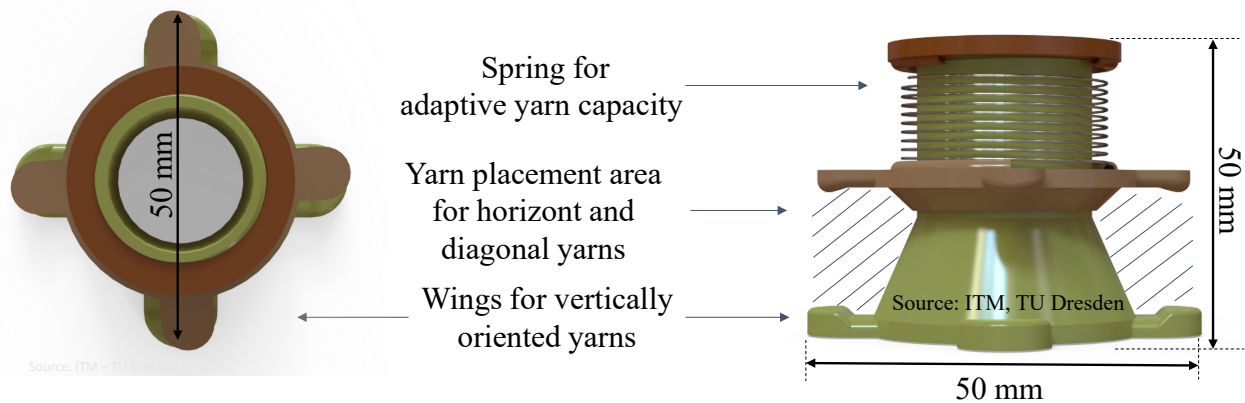 50 mm
Source: ITM – TU Dresden
Spring for
adaptive yarn capacity
Yarn placement area
for horizont and
diagonal yarns
Wings for vertically
oriented yarns
Source: ITM, TU Dresden
50 mm
50 mm